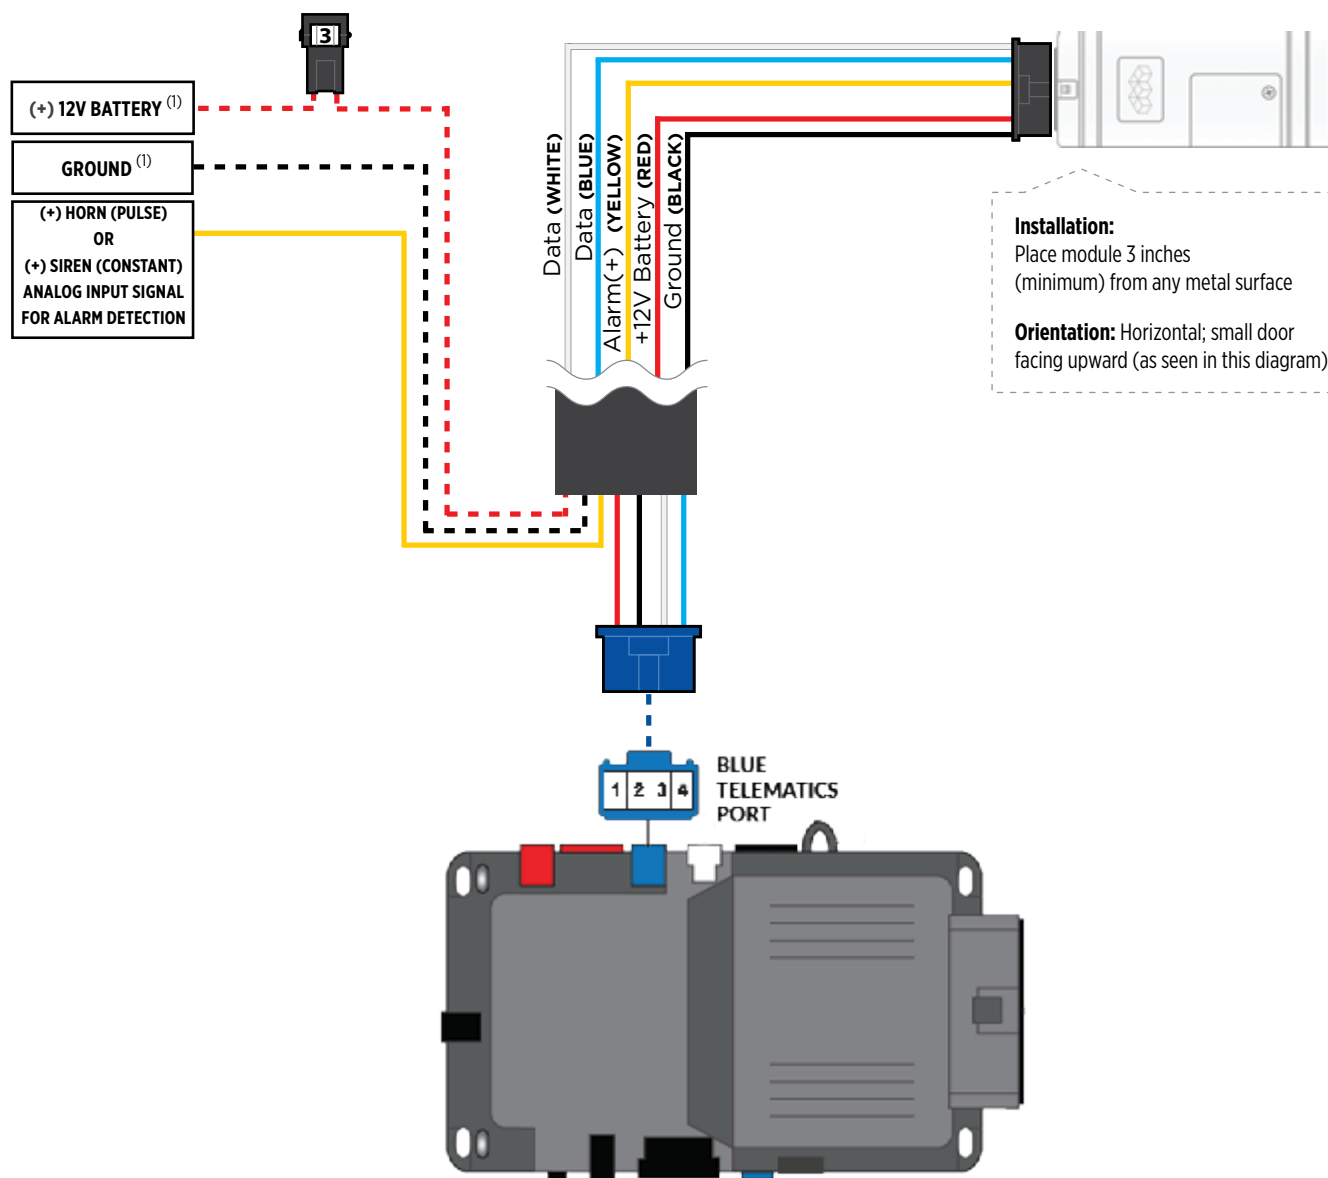 3
(+) 12V BATTERY (1)
GROUND (1)
(+) HORN (PULSE)
OR
(+) SIREN (CONSTANT)
ANALOG INPUT SIGNAL
FOR ALARM DETECTION
Data (WHITE)
Data (BLUE)
Alarm(+) (YELLOW)
+12V Battery (RED)
Ground (BLACK)
Installation:
Place module 3 inches
(minimum) from any metal surface
Orientation: Horizontal; small door
facing upward (as seen in this diagram)
1 2 3 4
BLUE
TELEMATICS
PORT